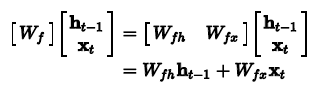 [ W_f ] [ h_{t−1} x_t ] = [ W_{fh} W_{fx} ] [ h_{t−1} x_t ]
= W_{fh} h_{t−1} + W_{fx} x_t